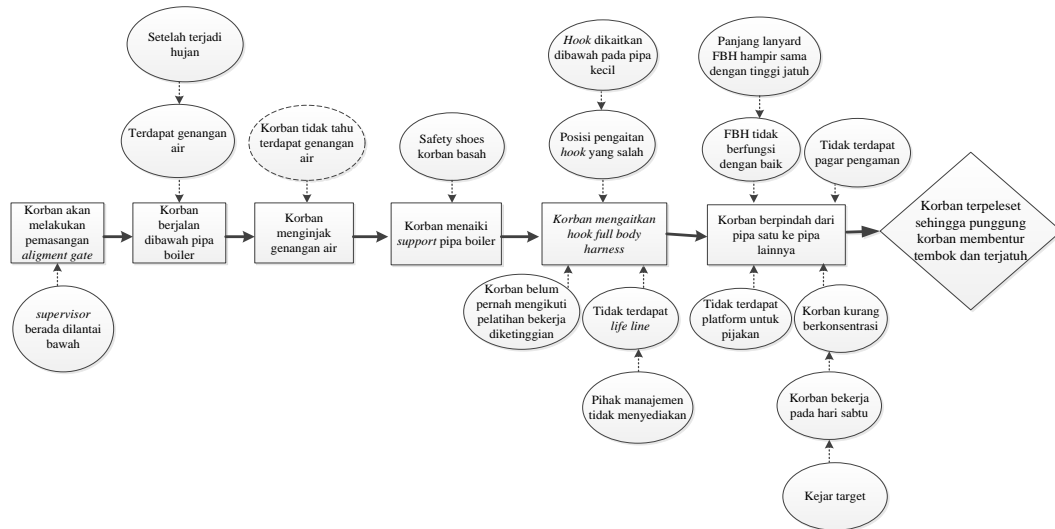 Setelah terjadi
hujan
Hook dikaitkan
dibawah pada pipa
kecil
Panjang lanyard
FBH hampir sama
dengan tinggi jatuh
Terdapat genangan
air
Korban tidak tahu
terdapat genangan
air
Safety shoes
korban basah
Posisi pengaitan
hook yang salah
FBH tidak
berfungsi
dengan baik
Tidak terdapat
pagar pengaman
Korban akan
melakukan
pemasangan
aligment gate
Korban
berjalan
dibawah pipa
boiler
Korban
menginjak
genangan air
Korban menaiki
support pipa boiler
Korban mengaitkan
hook full body
harness
Korban berpindah dari
pipa satu ke pipa
lainnya
Korban terpeleset
sehingga punggung
korban membentur
tembok dan terjatuh
supervisor
berada dilantai
bawah
Korban belum
pernah mengikuti
pelatihan bekerja
diketinggian
Tidak terdapat
life line
Tidak terdapat
platform untuk
pijakan
Korban kurang
berkonsentrasi
Pihak manajemen
tidak menyediakan
Korban bekerja
pada hari sabtu
Kejar target